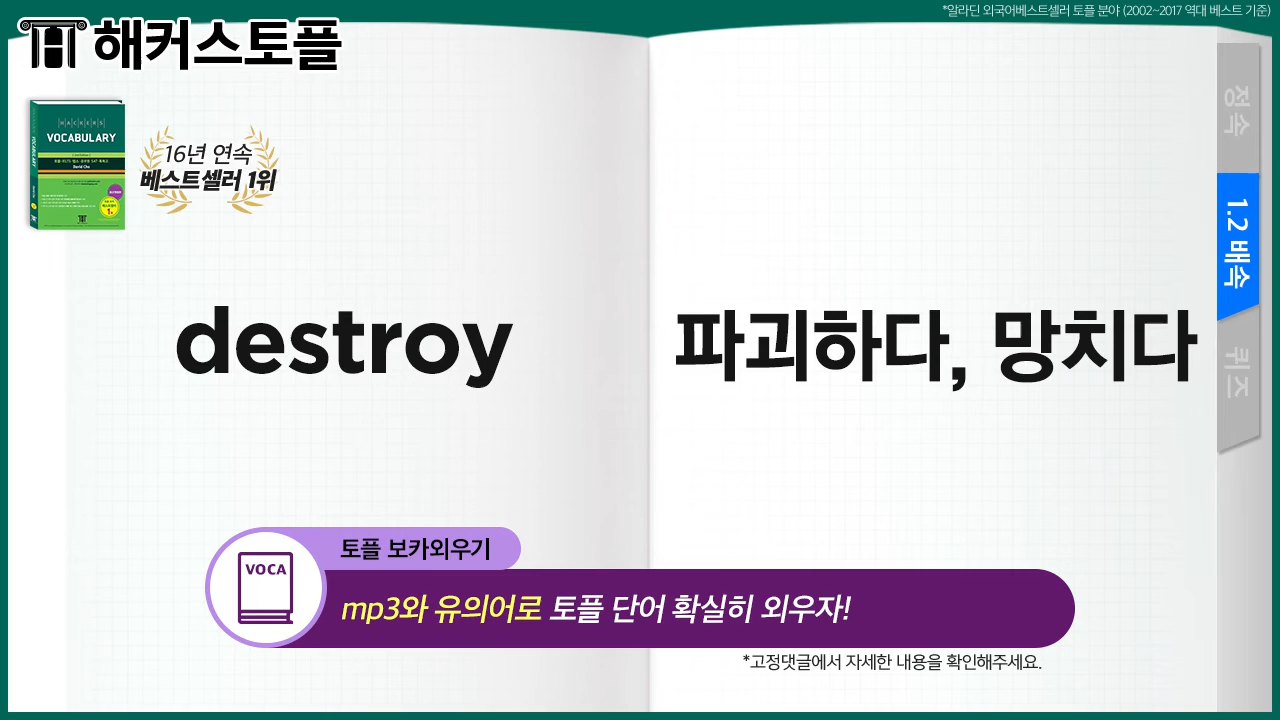 *알라딘 외국어베스트셀러 토플 분야 (2002~2017 역대 베스트 기준)
해커스토플
HACKERS
VOCABULARY
16년 연속
베스트셀러 1위
정속
1.2 배속
퀴즈
destroy
파괴하다, 망치다
토플 보카외우기
VOCA
mp3와 유의어로 토플 단어 확실히 외우자!
*고정댓글에서 자세한 내용을 확인해주세요.